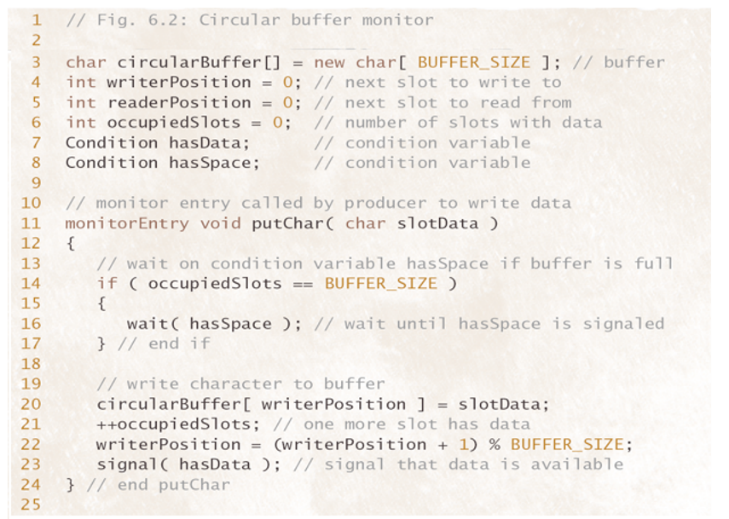 1 // Fig. 6.2: Circular buffer monitor
2
3 char circularBuffer[] = new char[ BUFFER_SIZE ]; // buffer
4 int writerPosition = 0; // next slot to write to
5 int readerPosition = 0; // next slot to read from
6 int occupiedSlots = 0; // number of slots with data
7 Condition hasData; // condition variable
8 Condition hasSpace; // condition variable
9
10 // monitor entry called by producer to write data
11 monitorEntry void putChar( char slotData )
12 {
13 // wait on condition variable hasSpace if buffer is full
14 if ( occupiedSlots == BUFFER_SIZE )
15 {
16 wait( hasSpace ); // wait until hasSpace is signaled
17 } // end if
18
19 // write character to buffer
20 circularBuffer[ writerPosition ] = slotData;
21 ++occupiedSlots; // one more slot has data
22 writerPosition = (writerPosition + 1) % BUFFER_SIZE;
23 signal( hasData ); // signal that data is available
24 } // end putChar
25